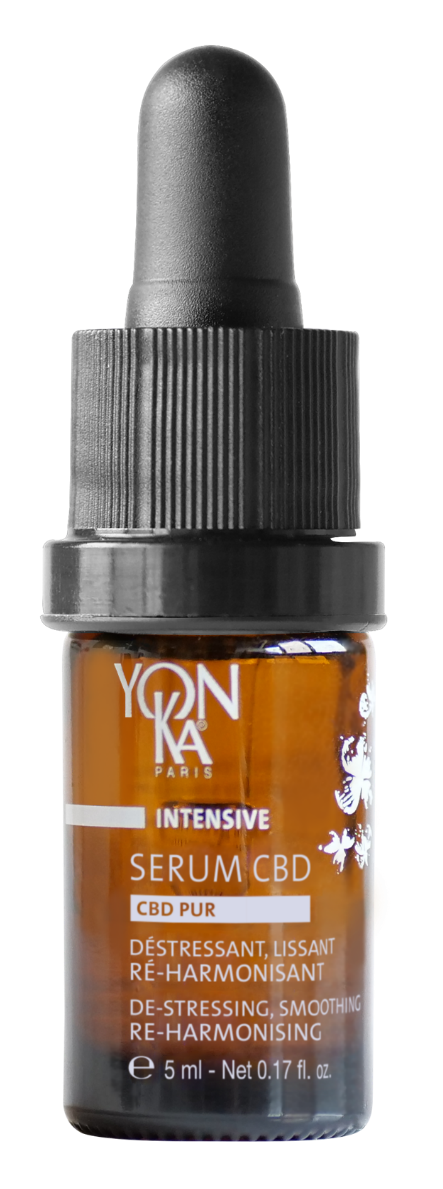 YON
KA®
PARIS
INTENSIVE
SERUM CBD
CBD PUR
DÉSTRESSANT, LISSANT
RÉ-HARMONISANT
DE-STRESSING, SMOOTHING
RE-HARMONISING
℮ 5 ml - Net 0.17 fl. oz.